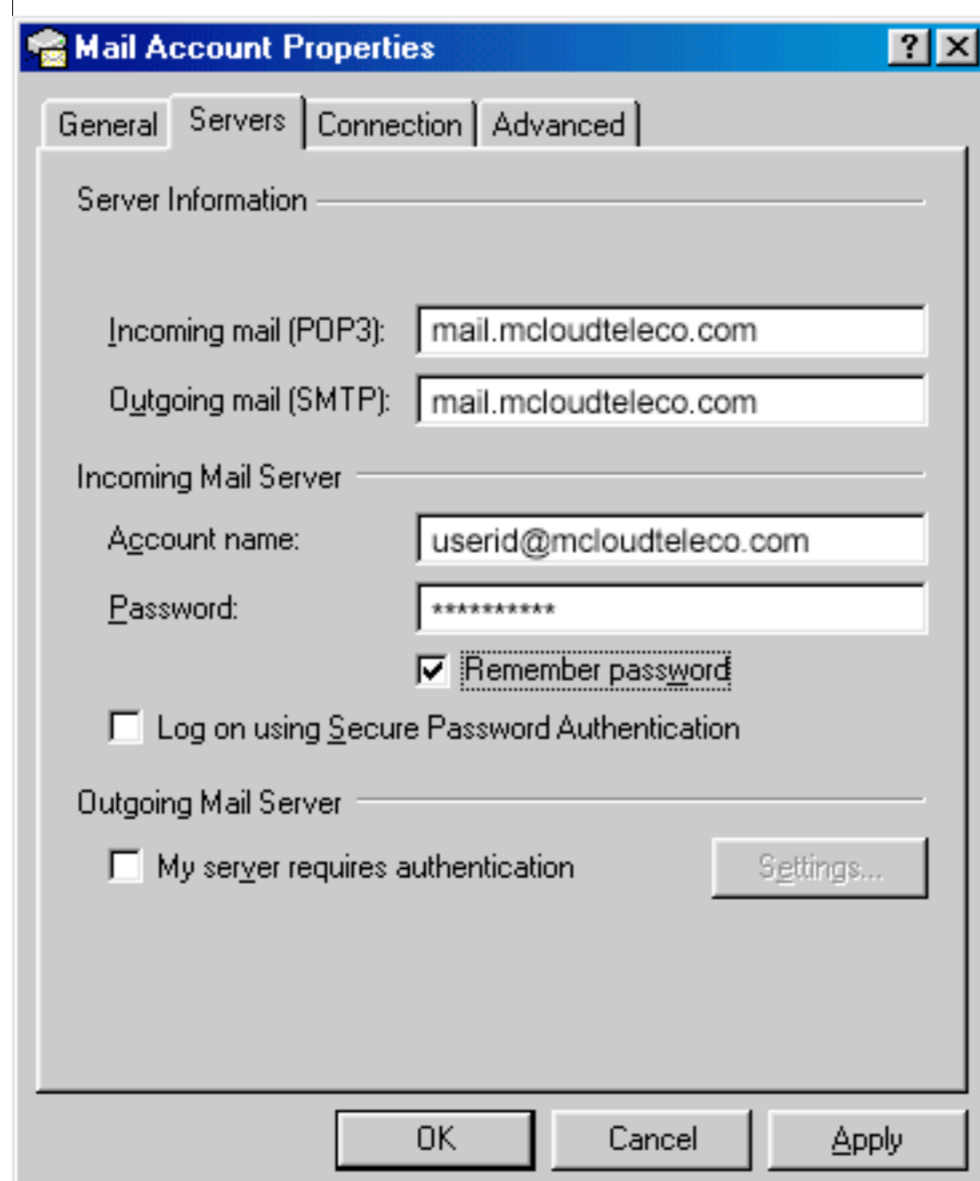 Mail Account Properties
General Servers Connection Advanced
Server Information
Incoming mail (POP3): mail.mcloudteleco.com
Outgoing mail (SMTP): mail.mcloudteleco.com
Incoming Mail Server
Account name: userid@mcloudteleco.com
Password: **********
Remember password
Log on using Secure Password Authentication
Outgoing Mail Server
My server requires authentication Settings...
OK Cancel Apply